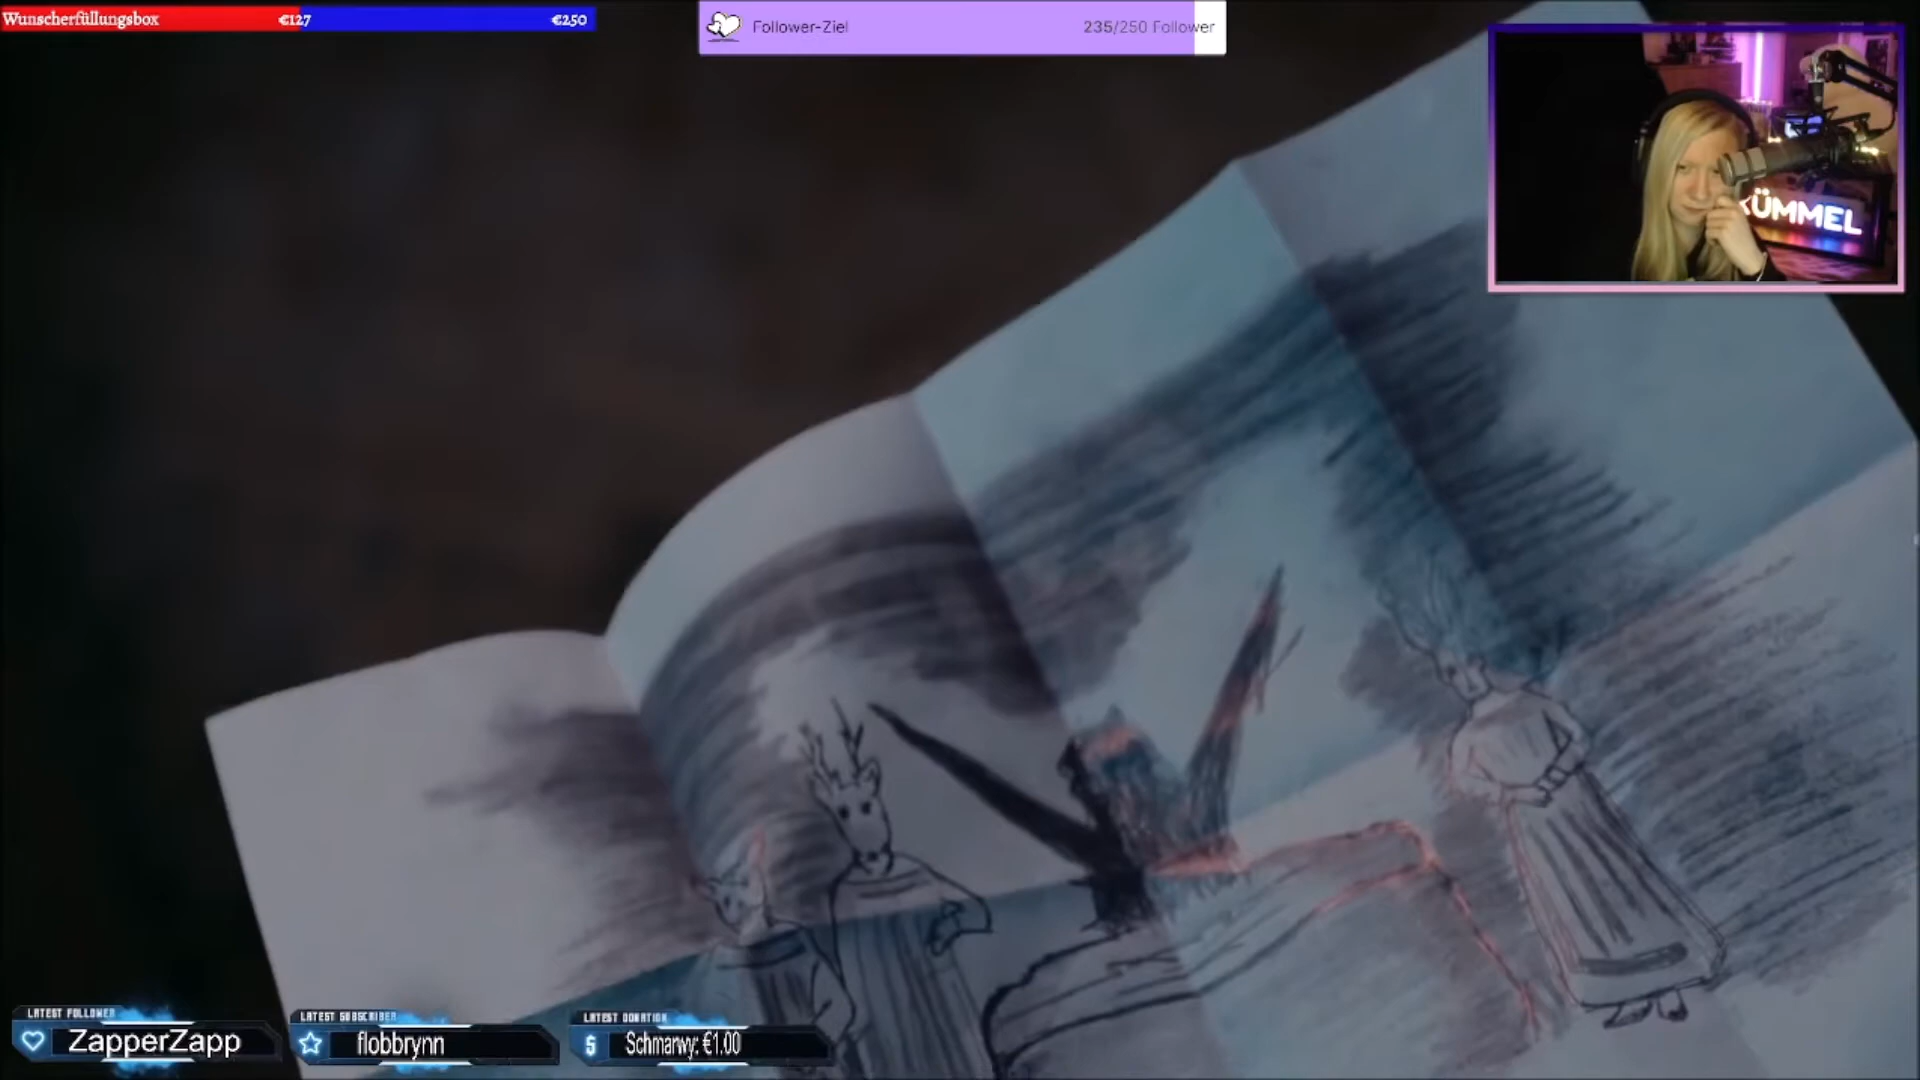 Wunscherfüllungsbox €127 €250
Follower-Ziel 235/250 Follower
KÜMMEL
LATEST FOLLOWER
ZapperZapp
LATEST SUBSCRIBER
flobbrynn
LATEST DONATION
$ Schmarwy: €1.00